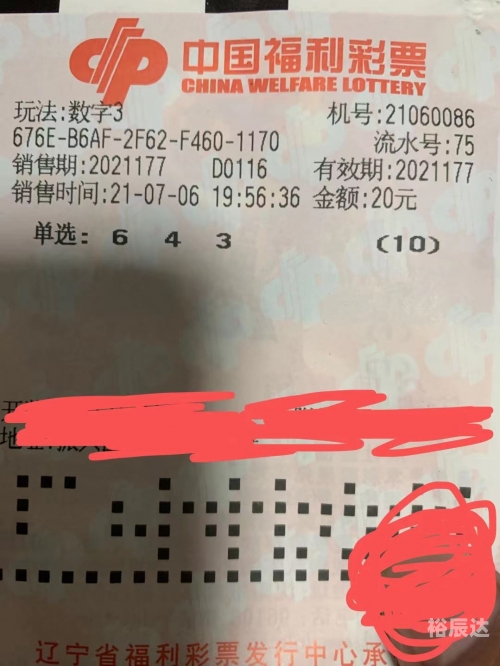 中国福利彩票
CHINA WELFARE LOTTERY
玩法:数字3 机号:21060086
676E-B6AF-2F62-F460-1170 流水号:75
销售期:2021177 D0116 有效期:2021177
销售时间:21-07-06 19:56:36 金额:20元
单选: 6 4 3 (10)
辽宁省福利彩票发行中心承
裕辰达